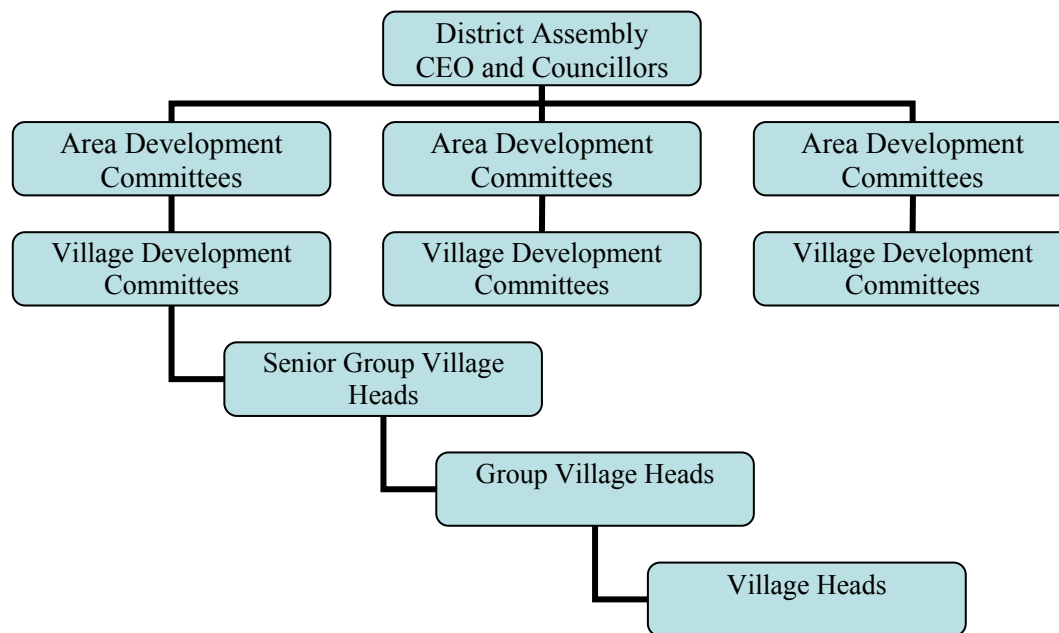 District Assembly
CEO and Councillors
Area Development
Committees
Area Development
Committees
Area Development
Committees
Village Development
Committees
Village Development
Committees
Village Development
Committees
Senior Group Village
Heads
Group Village Heads
Village Heads